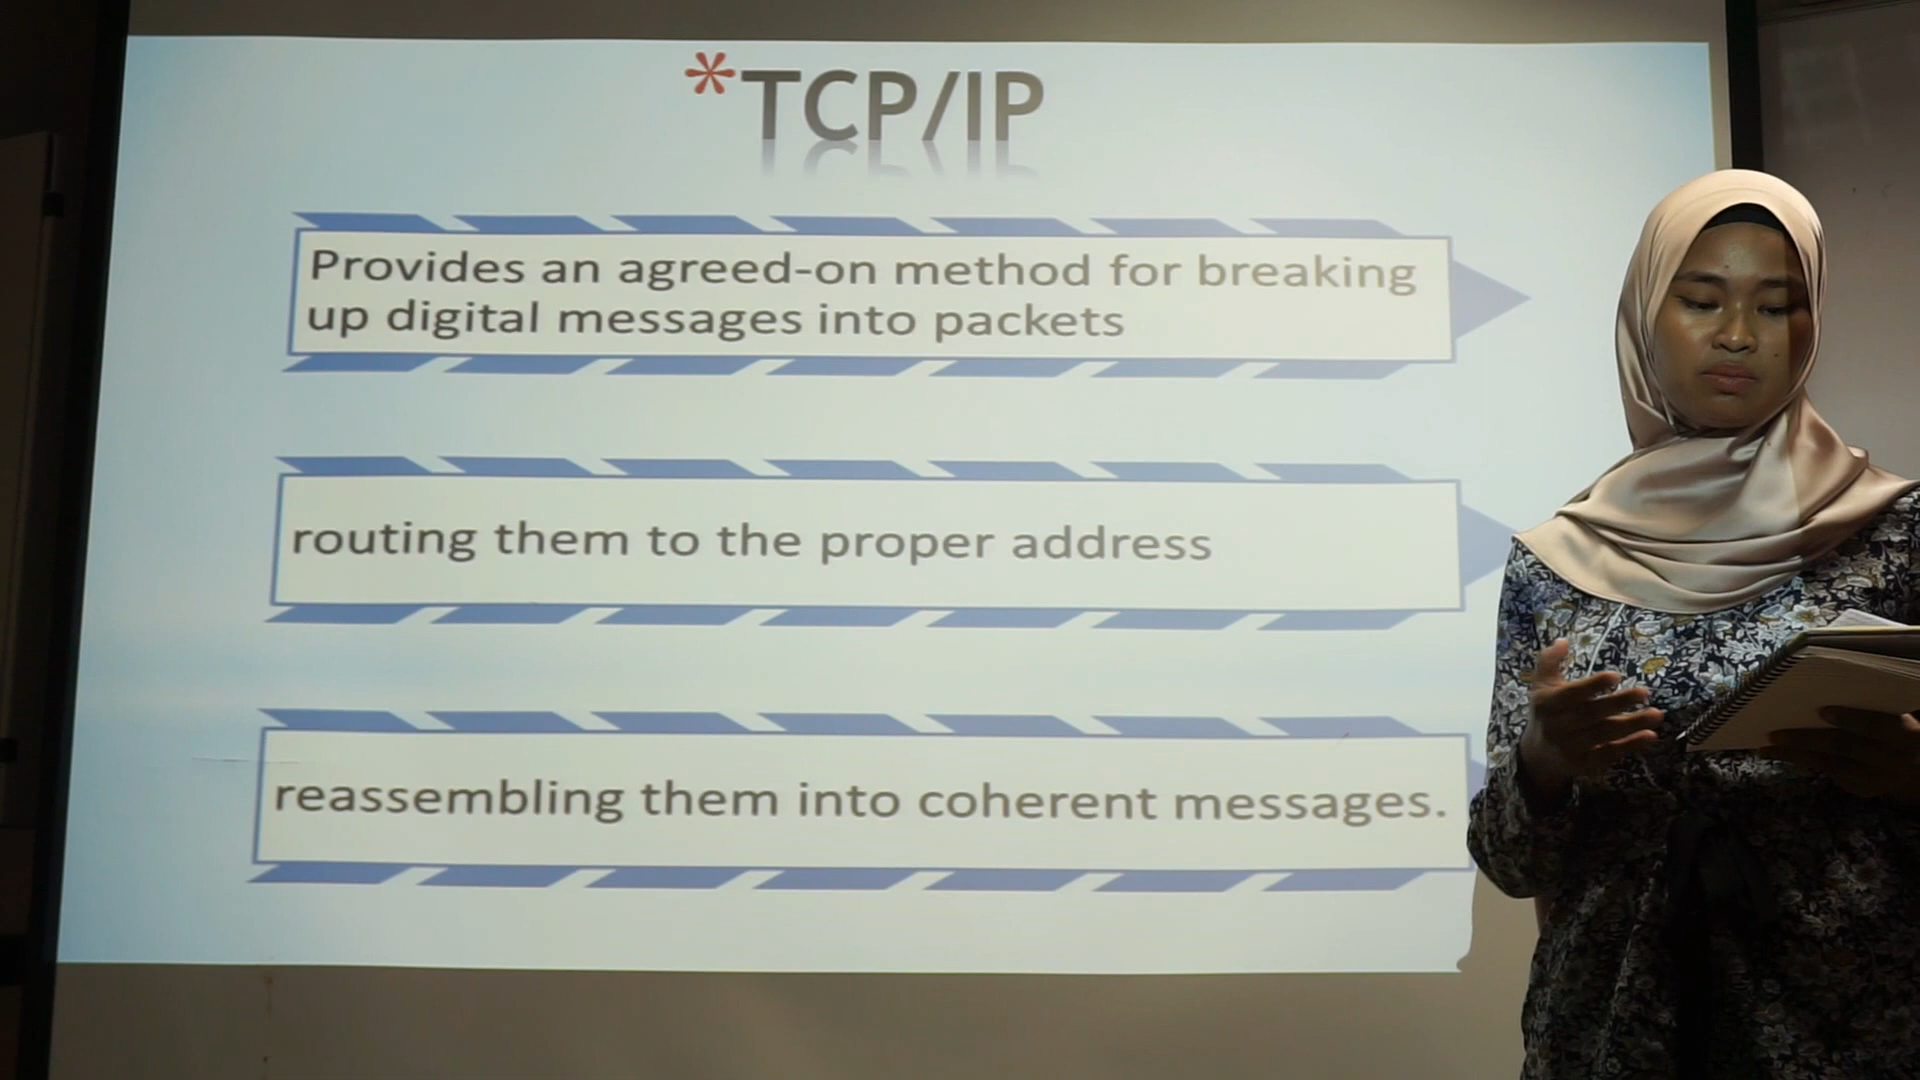 *TCP/IP
Provides an agreed-on method for breaking
up digital messages into packets
routing them to the proper address
reassembling them into coherent messages.